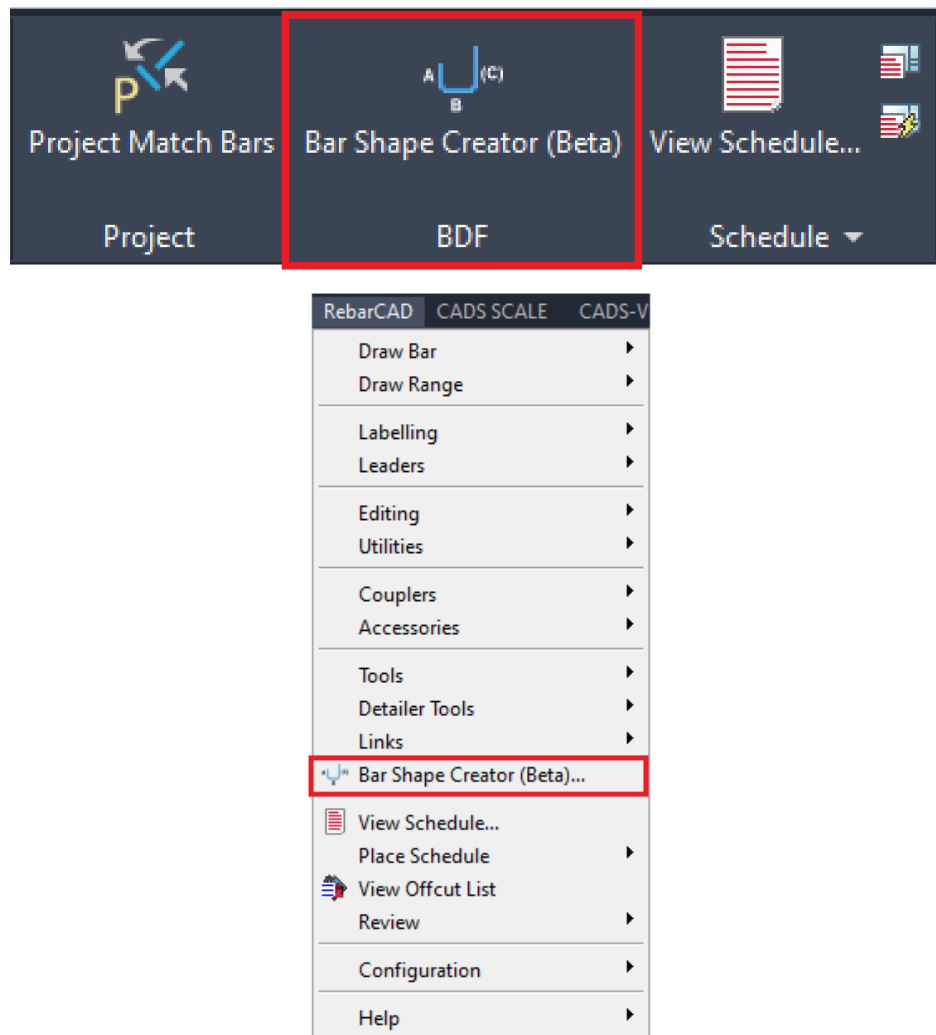 P
A (C)
B
Project Match Bars Bar Shape Creator (Beta) View Schedule...
Project BDF Schedule
RebarCAD CADS SCALE CADS-V
Draw Bar
Draw Range
Labelling
Leaders
Editing
Utilities
Couplers
Accessories
Tools
Detailer Tools
Links
Bar Shape Creator (Beta)...
View Schedule...
Place Schedule
View Offcut List
Review
Configuration
Help